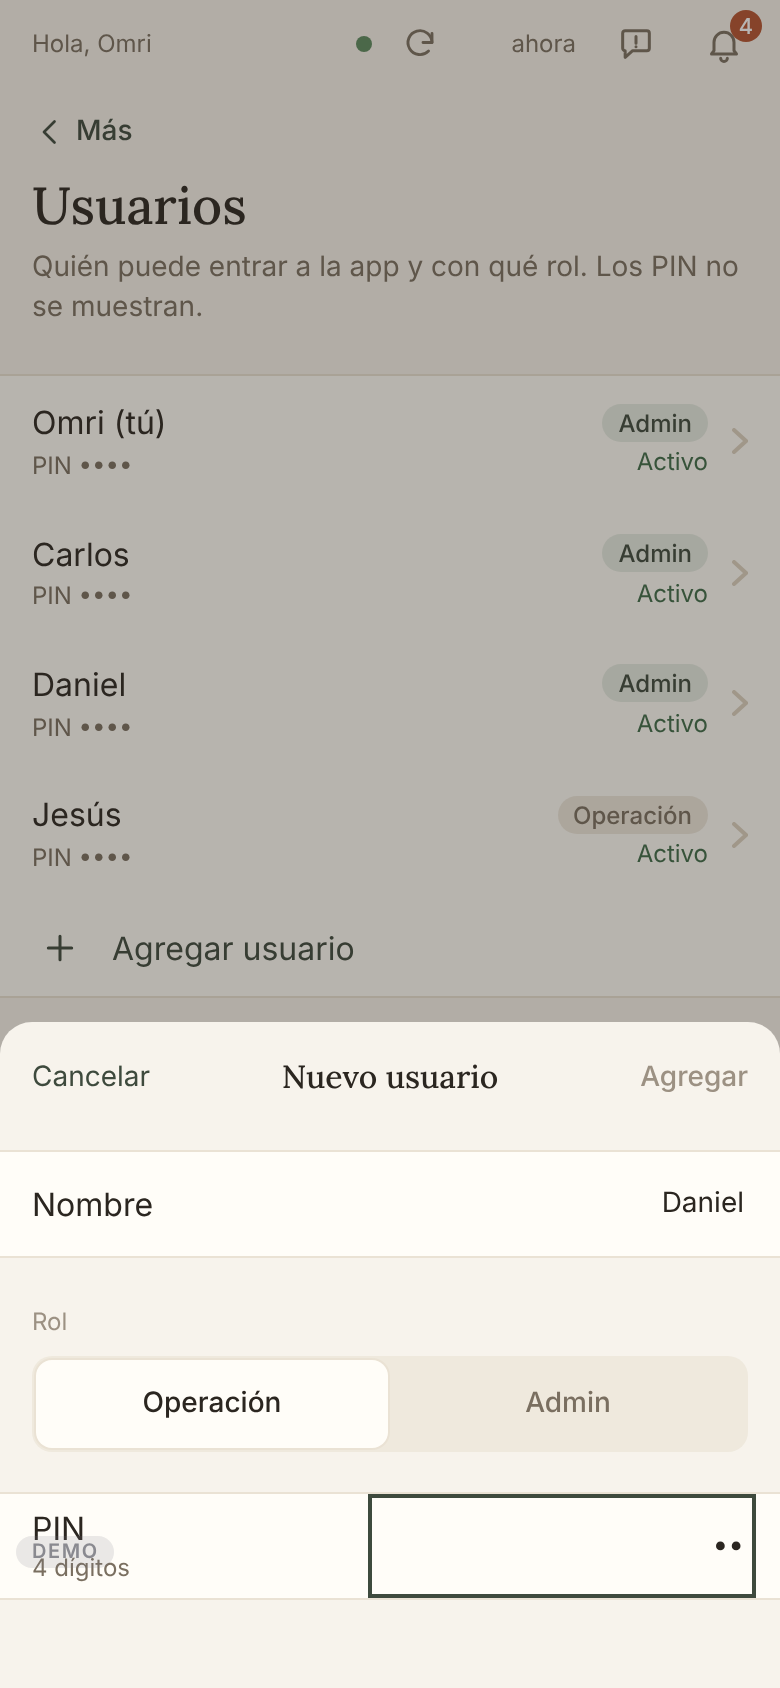 Hola, Omri
ahora
4
Más
Usuarios
Quién puede entrar a la app y con qué rol. Los PIN no
se muestran.
Omri (tú)
Admin
PIN ••••
Activo
Carlos
Admin
PIN ••••
Activo
Daniel
Admin
PIN ••••
Activo
Jesús
Operación
PIN ••••
Activo
Agregar usuario
Cancelar
Nuevo usuario
Agregar
Nombre
Daniel
Rol
Operación
Admin
PIN
••
DEMO
4 dígitos